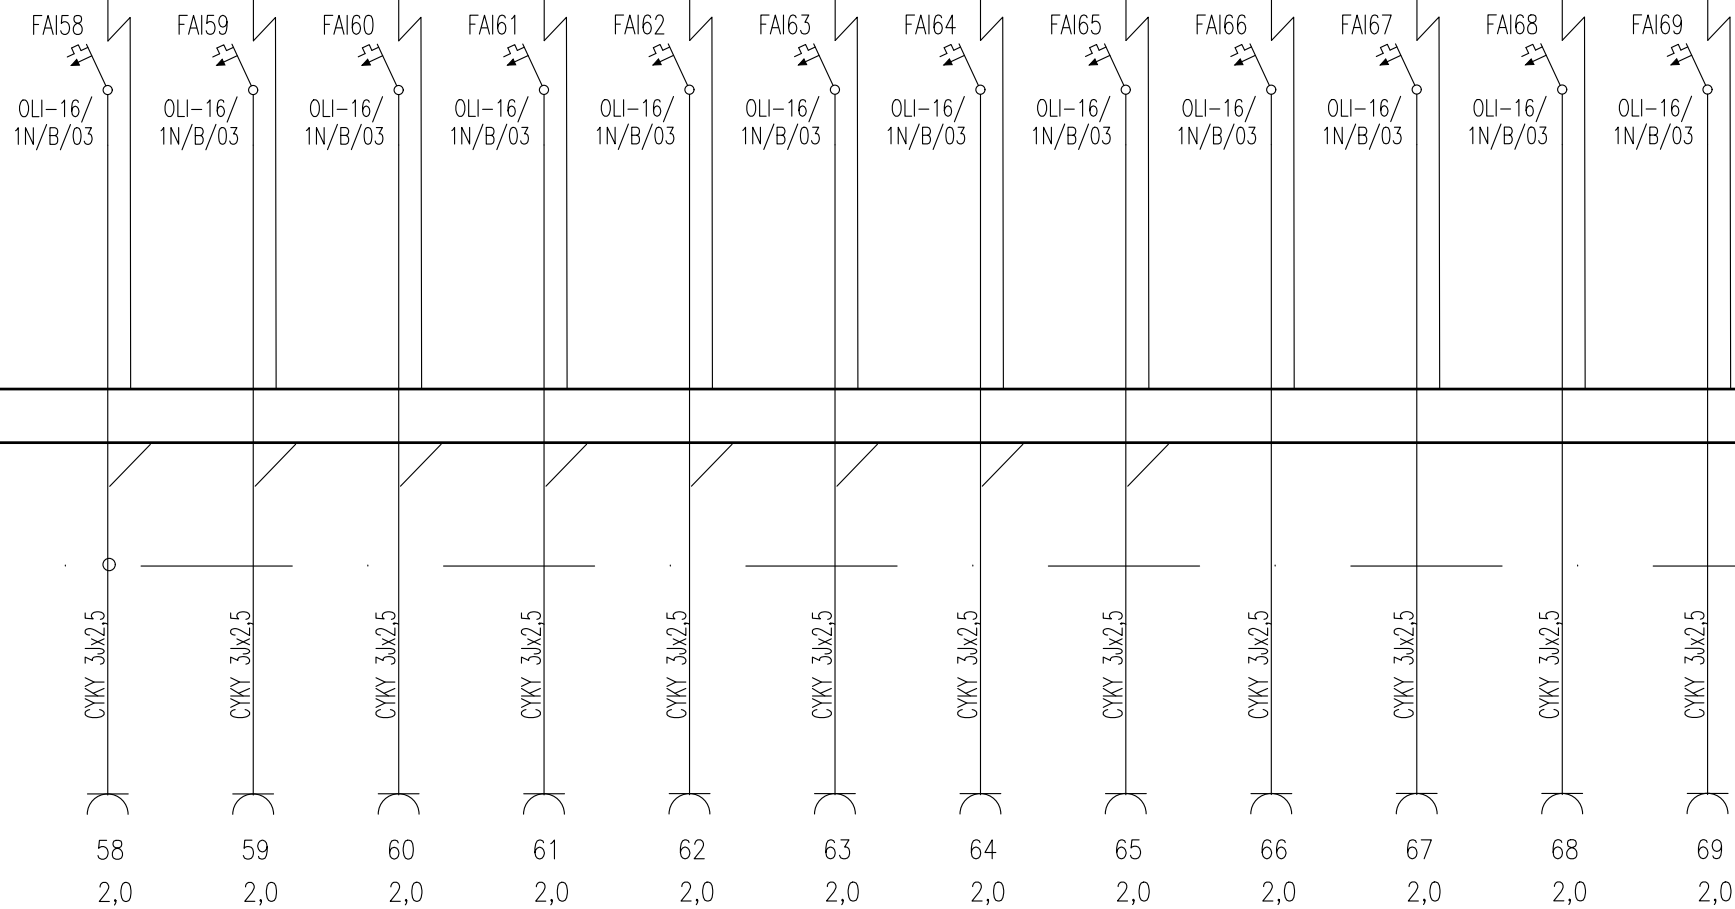 FAI58 FAI59 FAI60 FAI61 FAI62 FAI63 FAI64 FAI65 FAI66 FAI67 FAI68 FAI69
OLI-16/ OLI-16/ OLI-16/ OLI-16/ OLI-16/ OLI-16/ OLI-16/ OLI-16/ OLI-16/ OLI-16/ OLI-16/ OLI-16/
1N/B/03 1N/B/03 1N/B/03 1N/B/03 1N/B/03 1N/B/03 1N/B/03 1N/B/03 1N/B/03 1N/B/03 1N/B/03 1N/B/03
CYKY 3Jx2,5
CYKY 3Jx2,5
CYKY 3Jx2,5
CYKY 3Jx2,5
CYKY 3Jx2,5
CYKY 3Jx2,5
CYKY 3Jx2,5
CYKY 3Jx2,5
CYKY 3Jx2,5
CYKY 3Jx2,5
CYKY 3Jx2,5
CYKY 3Jx2,5
58 59 60 61 62 63 64 65 66 67 68 69
2,0 2,0 2,0 2,0 2,0 2,0 2,0 2,0 2,0 2,0 2,0 2,0